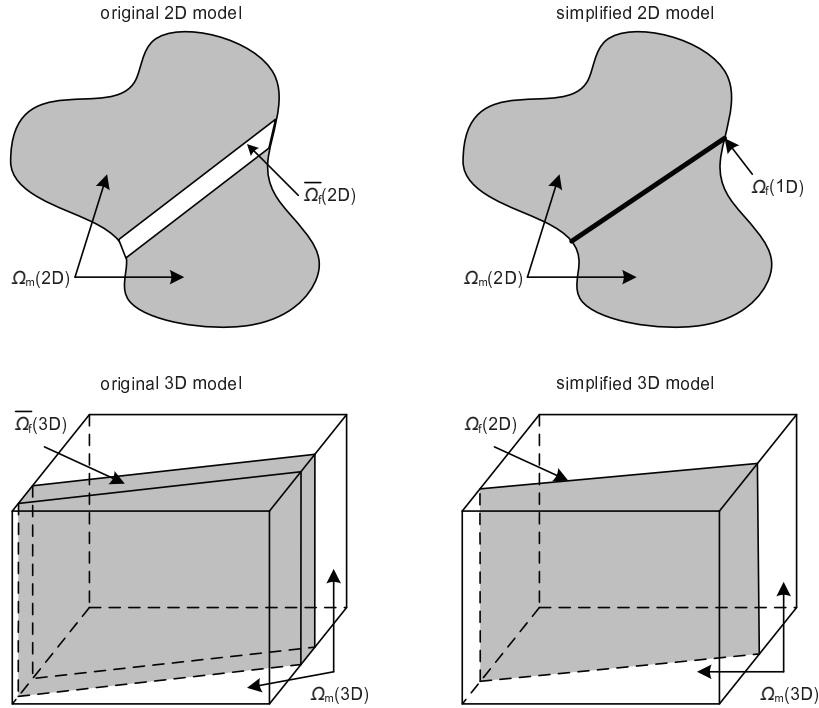 original 2D model
simplified 2D model
Ω̅f(2D)
Ωf(1D)
Ωm(2D)
Ωm(2D)
original 3D model
simplified 3D model
Ω̅f(3D)
Ωf(2D)
Ωm(3D)
Ωm(3D)